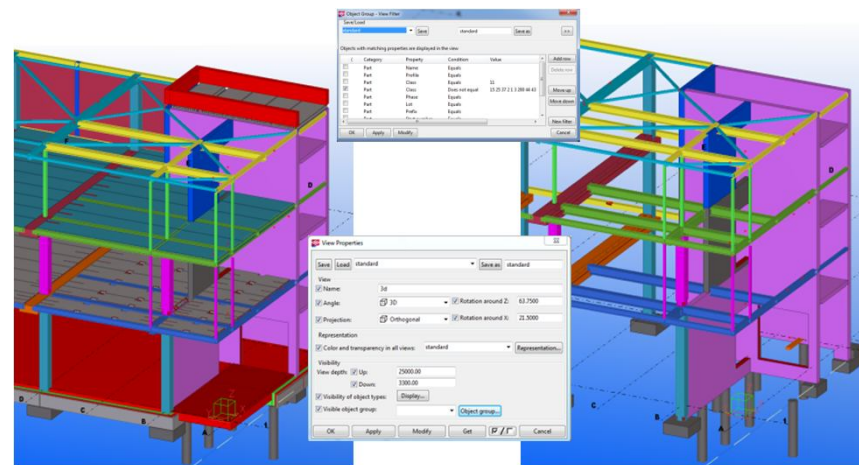 Object Group - View Filter
Save/Load
standard Save standard Save as <<
Objects with matching properties are displayed in the view
( Category Property Condition Value Add row
Part Name Equals Delete row
Part Profile Equals
Part Class Equals 11
Part Class Does not equal Move up
Part Phase Equals Move down
Part Lot Equals
Part Prefix Equals New filter
OK Apply Modify Cancel
View Properties
Save Load standard Save as standard
View
Name: 3d
Angle: 3D Rotation around Z: 63.7500
Projection: Orthogonal Rotation around X: 21.5000
Representation
Color and transparency in all views: standard Representation...
Visibility
View depth: Up: 25000.00
Down: 3300.00
Visibility of object types: Display...
Visible object group: Object group...
OK Apply Modify Get Cancel
D
D
D
C
B
A
1
C
B
A
1